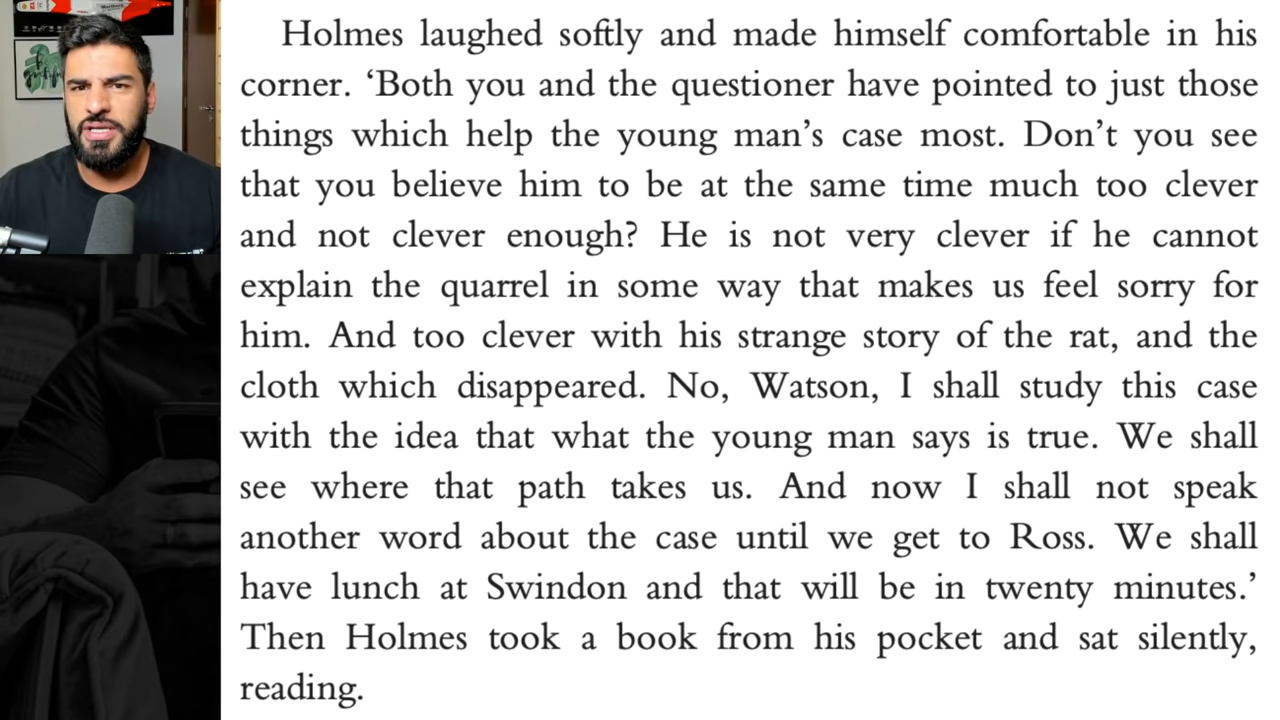 Holmes laughed softly and made himself comfortable in his
corner. ‘Both you and the questioner have pointed to just those
things which help the young man’s case most. Don’t you see
that you believe him to be at the same time much too clever
and not clever enough? He is not very clever if he cannot
explain the quarrel in some way that makes us feel sorry for
him. And too clever with his strange story of the rat, and the
cloth which disappeared. No, Watson, I shall study this case
with the idea that what the young man says is true. We shall
see where that path takes us. And now I shall not speak
another word about the case until we get to Ross. We shall
have lunch at Swindon and that will be in twenty minutes.’
Then Holmes took a book from his pocket and sat silently,
reading.